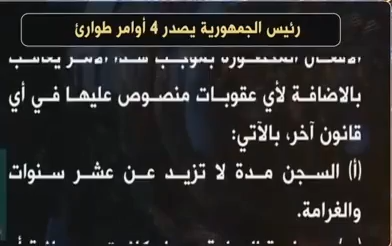 رئيس الجمهورية يصدر 4 أوامر طوارئ
بالاضافة لأي عقوبات منصوص عليها في أي
قانون آخر، بالآتي:
(أ) السجن مدة لا تزيد عن عشر سنوات
والغرامة.